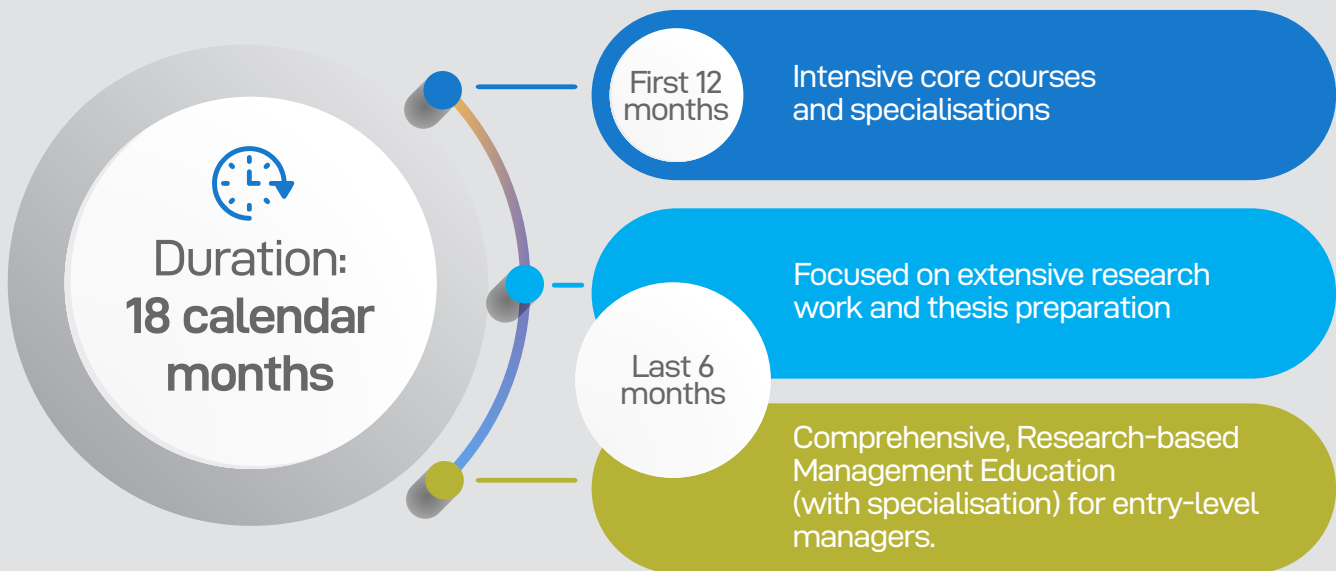 Duration:
18 calendar
months
First 12
months
Intensive core courses
and specialisations
Last 6
months
Focused on extensive research
work and thesis preparation
Comprehensive, Research-based
Management Education
(with specialisation) for entry-level
managers.